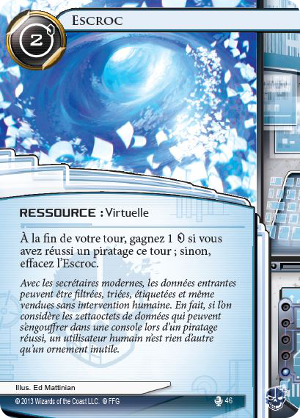 Escroc
2
RESSOURCE : Virtuelle
À la fin de votre tour, gagnez 1 si vous
avez réussi un piratage ce tour ; sinon,
effacez l'Escroc.
Avec les secrétaires modernes, les données entrantes
peuvent être filtrées, triées, étiquetées et même
vendues sans intervention humaine. En fait, si l'on
considère les zettaoctets de données qui peuvent
s'engouffrer dans une console lors d'un piratage
réussi, un utilisateur humain n'est rien d'autre
qu'un ornement inutile.
Illus. Ed Mattinian
© 2013 Wizards of the Coast LLC. © FFG
46